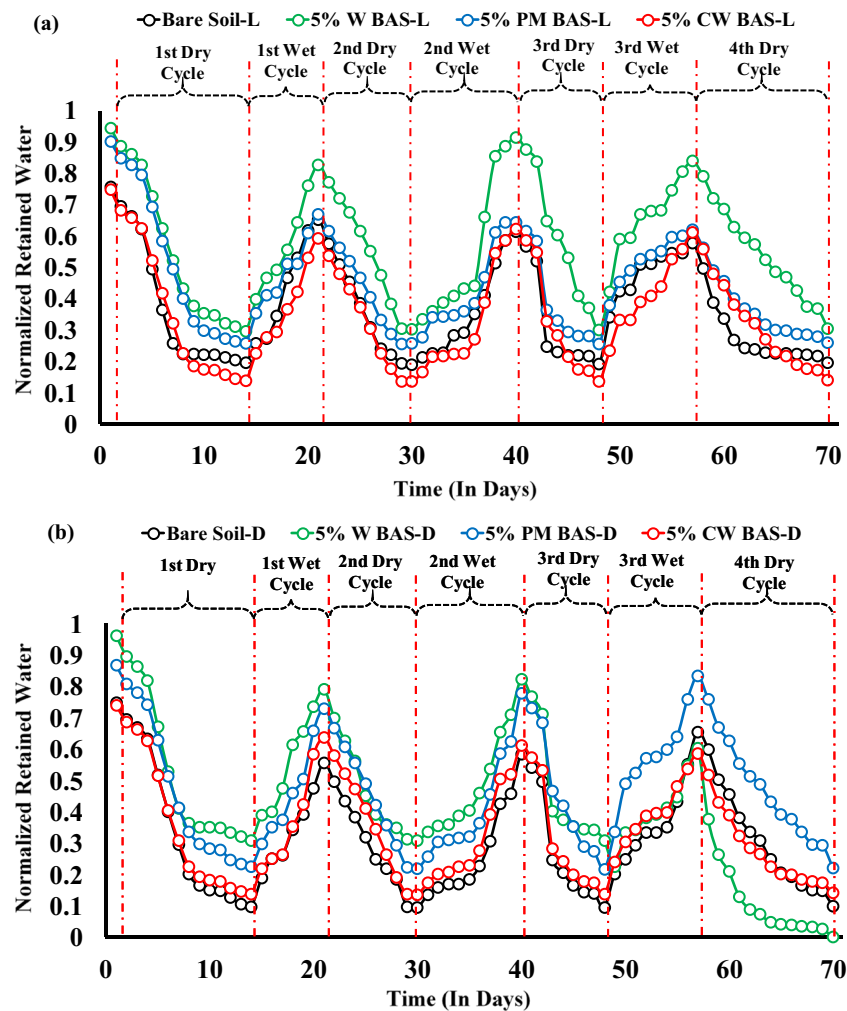 (a)
Bare Soil-L 5% W BAS-L 5% PM BAS-L 5% CW BAS-L
1st Dry Cycle
1st Wet Cycle
2nd Dry Cycle
2nd Wet Cycle
3rd Dry Cycle
3rd Wet Cycle
4th Dry Cycle
Normalized Retained Water
1
0.9
0.8
0.7
0.6
0.5
0.4
0.3
0.2
0.1
0
0 10 20 30 40 50 60 70
Time (In Days)
(b)
Bare Soil-D 5% W BAS-D 5% PM BAS-D 5% CW BAS-D
1st Dry
1st Wet Cycle
2nd Dry Cycle
2nd Wet Cycle
3rd Dry Cycle
3rd Wet Cycle
4th Dry Cycle
Normalized Retained Water
1
0.9
0.8
0.7
0.6
0.5
0.4
0.3
0.2
0.1
0
0 10 20 30 40 50 60 70
Time (In Days)